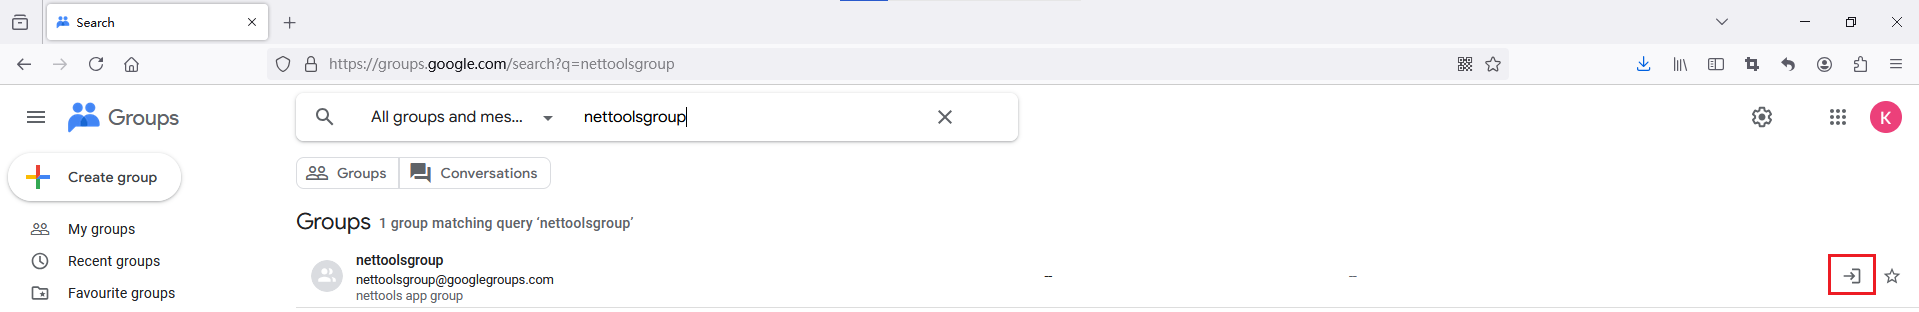 Search
https://groups.google.com/search?q=nettoolsgroup
Groups
All groups and mes...
nettoolsgroup
K
Create group
Groups
Conversations
My groups
Recent groups
Favourite groups
Groups 1 group matching query ‘nettoolsgroup’
nettoolsgroup
nettoolsgroup@googlegroups.com
nettools app group
-- --